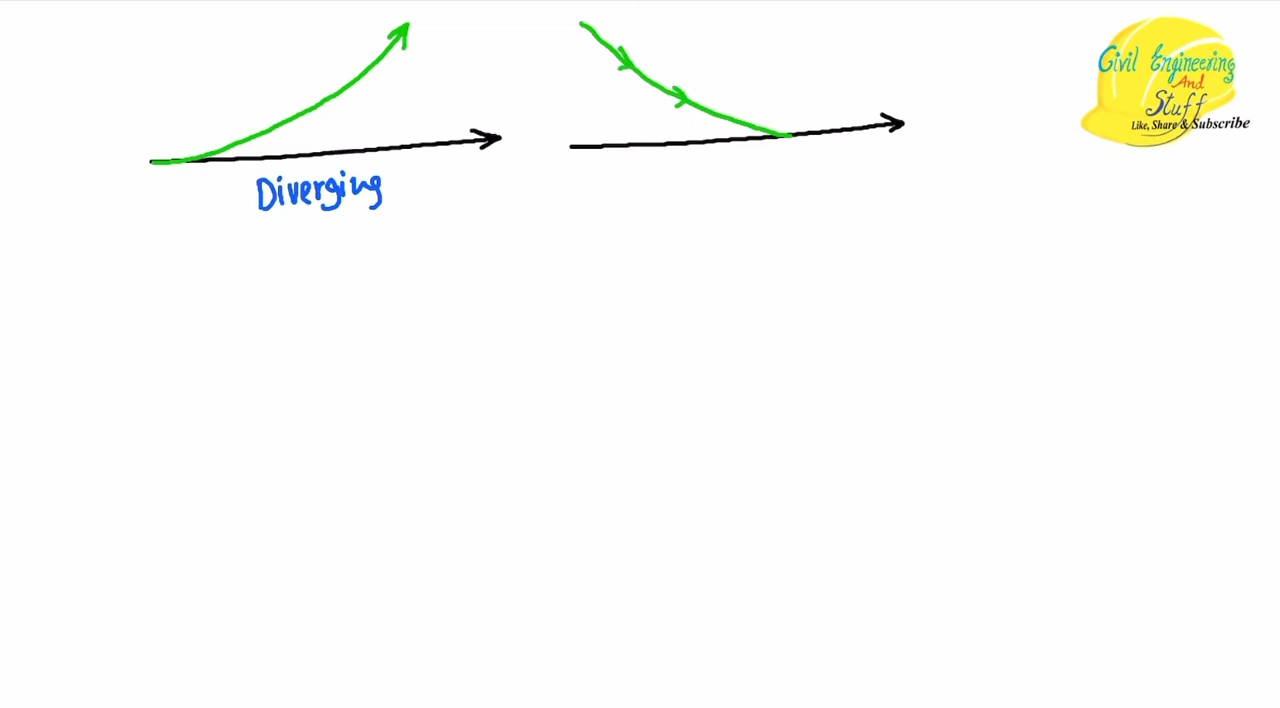 Civil Engineering
And
Stuff
Like, Share & Subscribe
Diverging